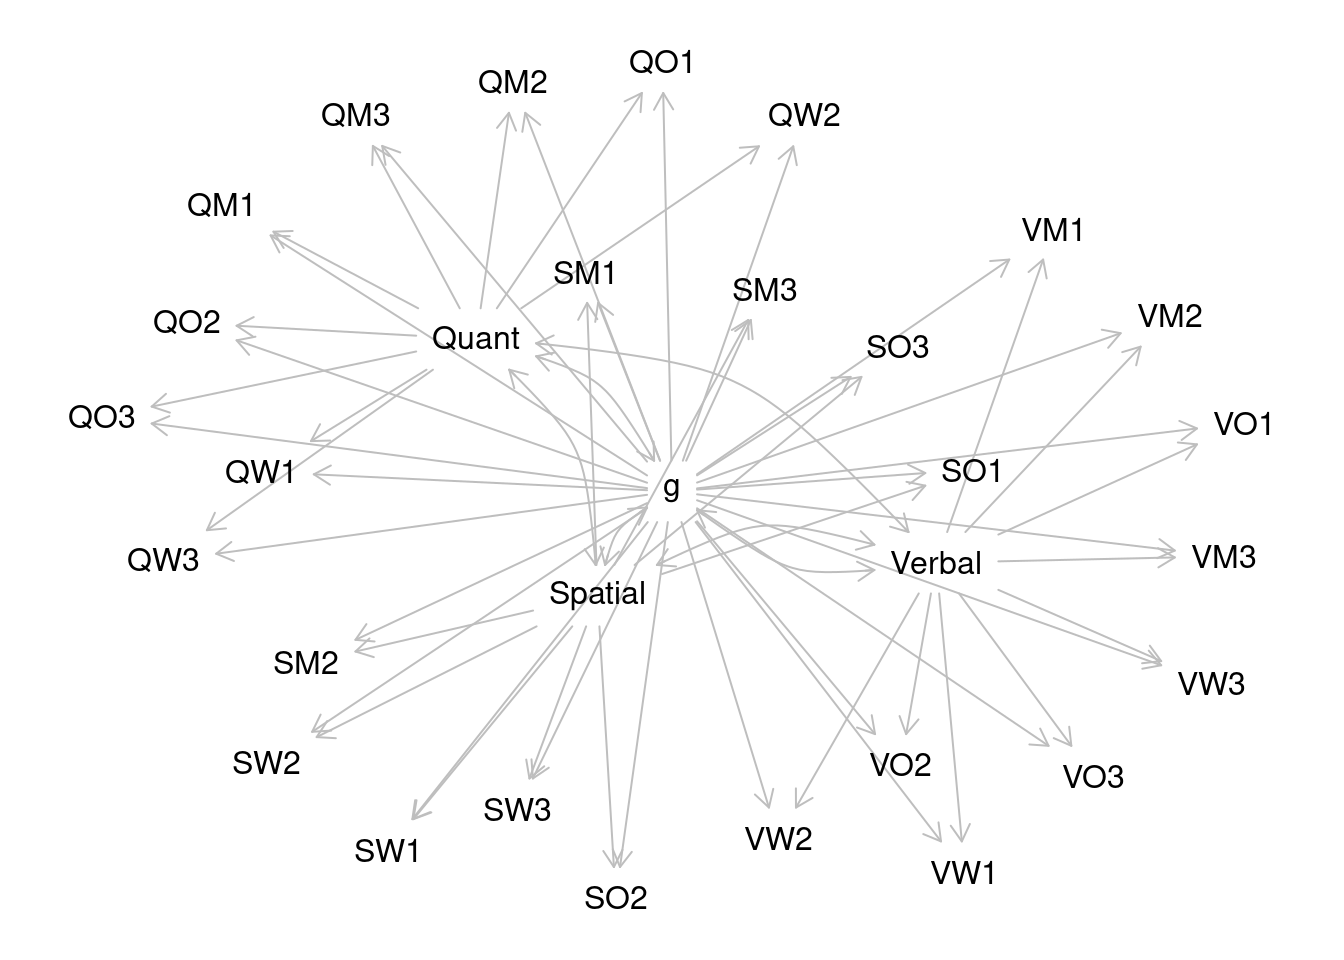 QO1
QM2
QM3
QW2
QM1
VM1
SM1
SM3
VM2
QO2
Quant
SO3
QO3
VO1
QW1
SO1
g
QW3
VM3
Verbal
Spatial
SM2
VW3
SW2
VO2
VO3
SW3
VW2
SW1
VW1
SO2